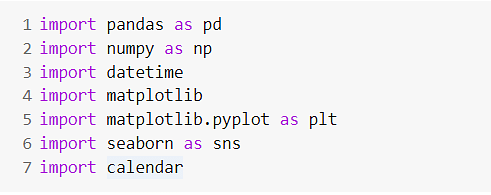 1 import pandas as pd
2 import numpy as np
3 import datetime
4 import matplotlib
5 import matplotlib.pyplot as plt
6 import seaborn as sns
7 import calendar